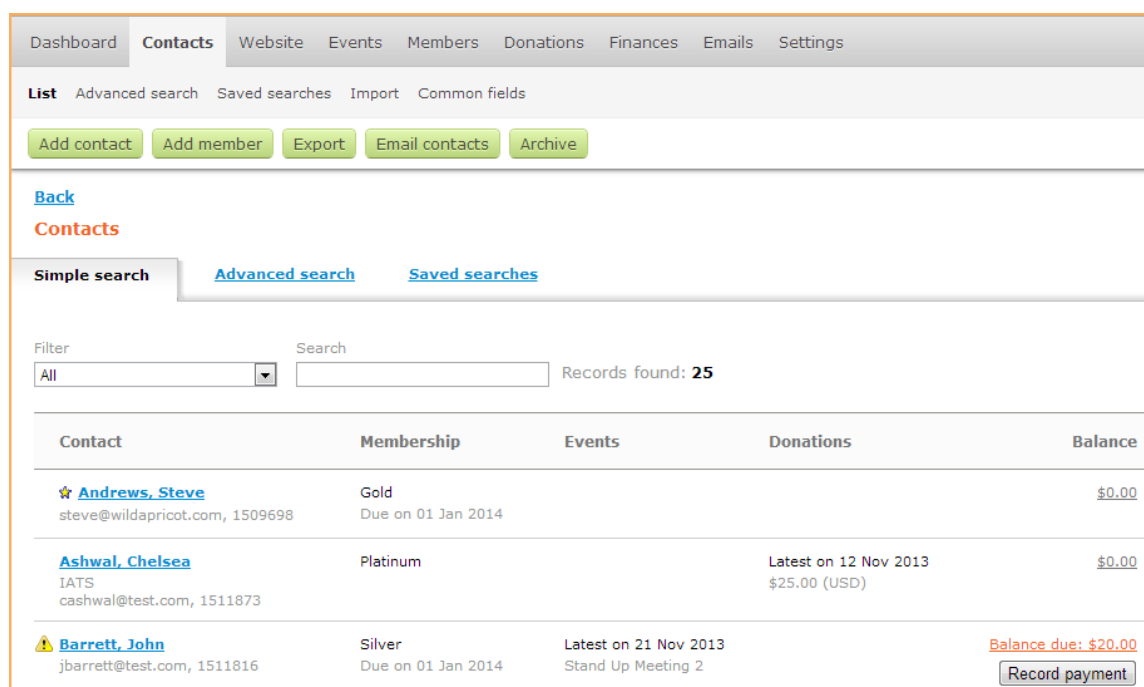 Dashboard Contacts Website Events Members Donations Finances Emails Settings
List Advanced search Saved searches Import Common fields
Add contact Add member Export Email contacts Archive
Back
Contacts
Simple search Advanced search Saved searches
Filter Search
All Records found: 25
Contact Membership Events Donations Balance
Andrews, Steve Gold $0.00
steve@wildapricot.com, 1509698 Due on 01 Jan 2014
Ashwal, Chelsea Platinum Latest on 12 Nov 2013 $0.00
IATS $25.00 (USD)
cashwal@test.com, 1511873
Barrett, John Silver Latest on 21 Nov 2013 Balance due: $20.00
jbarrett@test.com, 1511816 Due on 01 Jan 2014 Stand Up Meeting 2 Record payment